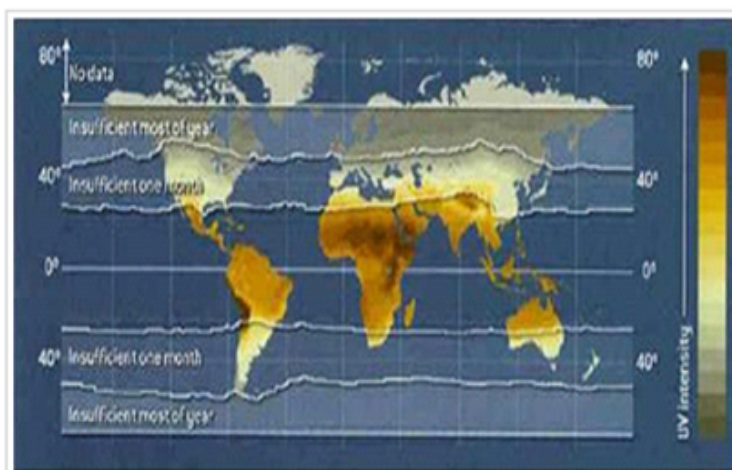 80°
80°
No data
Insufficient most of year
40°
40°
Insufficient one month
0°
0°
Insufficient one month
40°
40°
Insufficient most of year
UV intensity